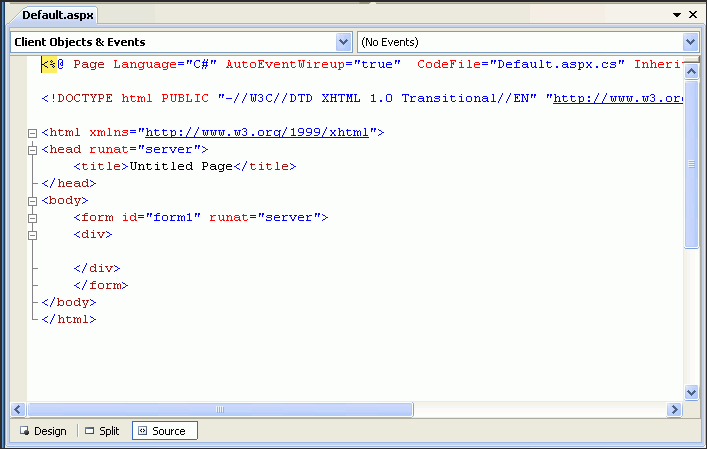 Default.aspx
Client Objects & Events
(No Events)
<%@ Page Language="C#" AutoEventWireup="true"  CodeFile="Default.aspx.cs" Inherit
<!DOCTYPE html PUBLIC "-//W3C//DTD XHTML 1.0 Transitional//EN" "http://www.w3.org
<html xmlns="http://www.w3.org/1999/xhtml">
<head runat="server">
    <title>Untitled Page</title>
</head>
<body>
    <form id="form1" runat="server">
    <div>
    </div>
    </form>
</body>
</html>
Design
Split
Source